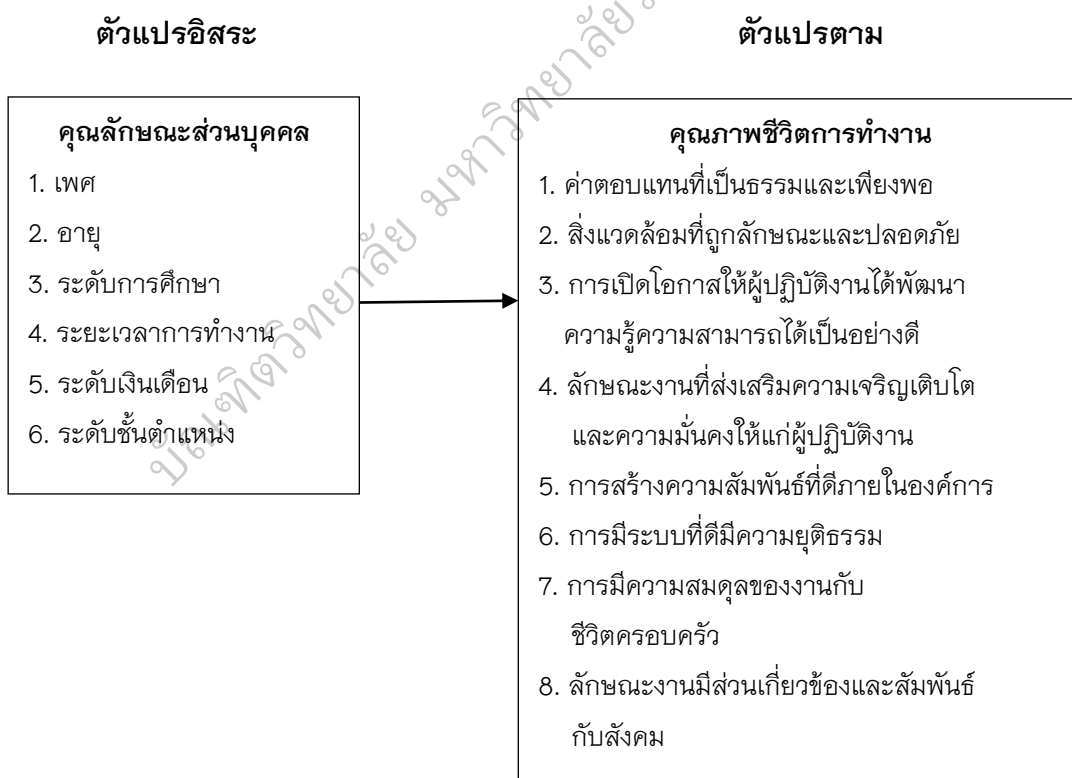 ตัวแปรอิสระ
ตัวแปรตาม
คุณลักษณะส่วนบุคคล
1. เพศ
2. อายุ
3. ระดับการศึกษา
4. ระยะเวลาการทำงาน
5. ระดับเงินเดือน
6. ระดับชั้นตำแหน่ง
คุณภาพชีวิตการทำงาน
1. ค่าตอบแทนที่เป็นธรรมและเพียงพอ
2. สิ่งแวดล้อมที่ถูกลักษณะและปลอดภัย
3. การเปิดโอกาสให้ผู้ปฏิบัติงานได้พัฒนา
ความรู้ความสามารถได้เป็นอย่างดี
4. ลักษณะงานที่ส่งเสริมความเจริญเติบโต
และความมั่นคงให้แก่ผู้ปฏิบัติงาน
5. การสร้างความสัมพันธ์ที่ดีภายในองค์การ
6. การมีระบบที่ดีมีความยุติธรรม
7. การมีความสมดุลของงานกับ
ชีวิตครอบครัว
8. ลักษณะงานมีส่วนเกี่ยวข้องและสัมพันธ์
กับสังคม
บัณฑิตวิทยาลัย มหาวิทยาลัย